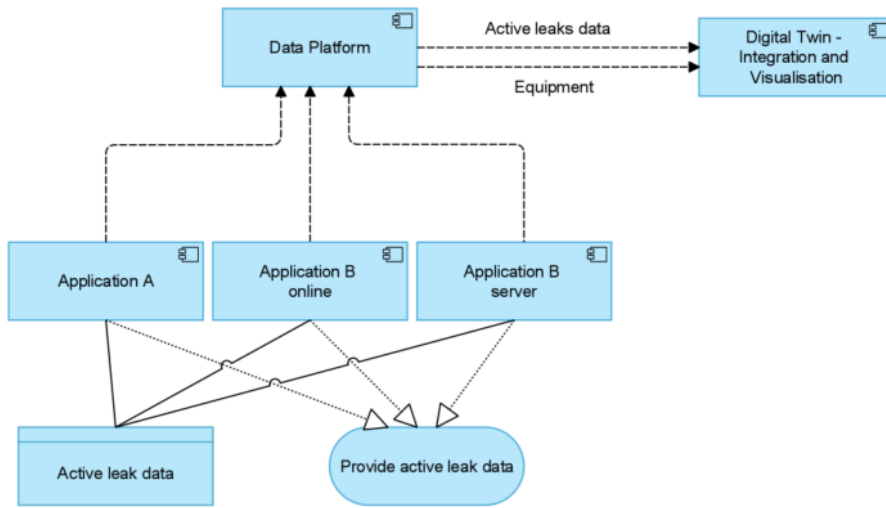 Data Platform
Active leaks data
Equipment
Digital Twin -
Integration and
Visualisation
Application A
Application B
online
Application B
server
Active leak data
Provide active leak data